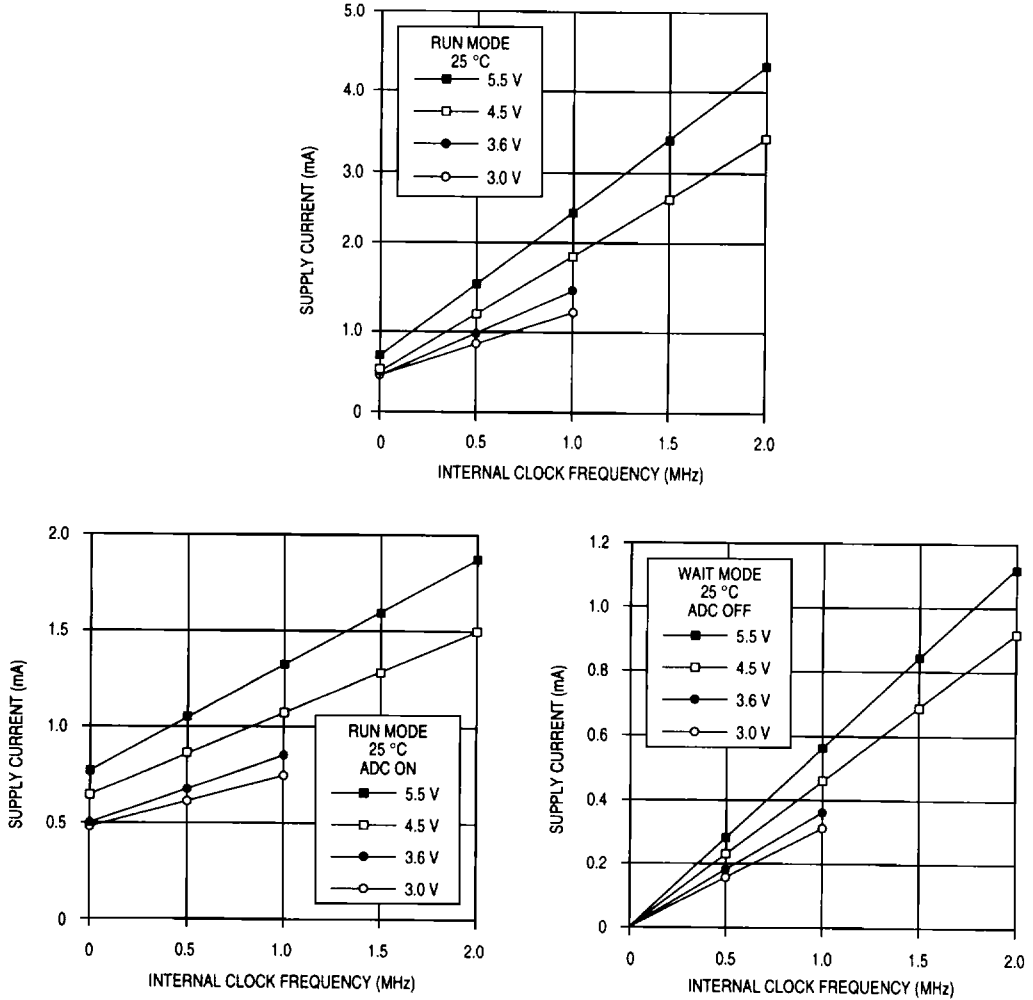 5.0
4.0
3.0
2.0
1.0
0
SUPPLY CURRENT (mA)
RUN MODE
25 °C
5.5 V
4.5 V
3.6 V
3.0 V
0 0.5 1.0 1.5 2.0
INTERNAL CLOCK FREQUENCY (MHz)
2.0
1.5
1.0
0.5
0
SUPPLY CURRENT (mA)
RUN MODE
25 °C
ADC ON
5.5 V
4.5 V
3.6 V
3.0 V
0 0.5 1.0 1.5 2.0
INTERNAL CLOCK FREQUENCY (MHz)
1.2
1.0
0.8
0.6
0.4
0.2
0
SUPPLY CURRENT (mA)
WAIT MODE
25 °C
ADC OFF
5.5 V
4.5 V
3.6 V
3.0 V
0 0.5 1.0 1.5 2.0
INTERNAL CLOCK FREQUENCY (MHz)